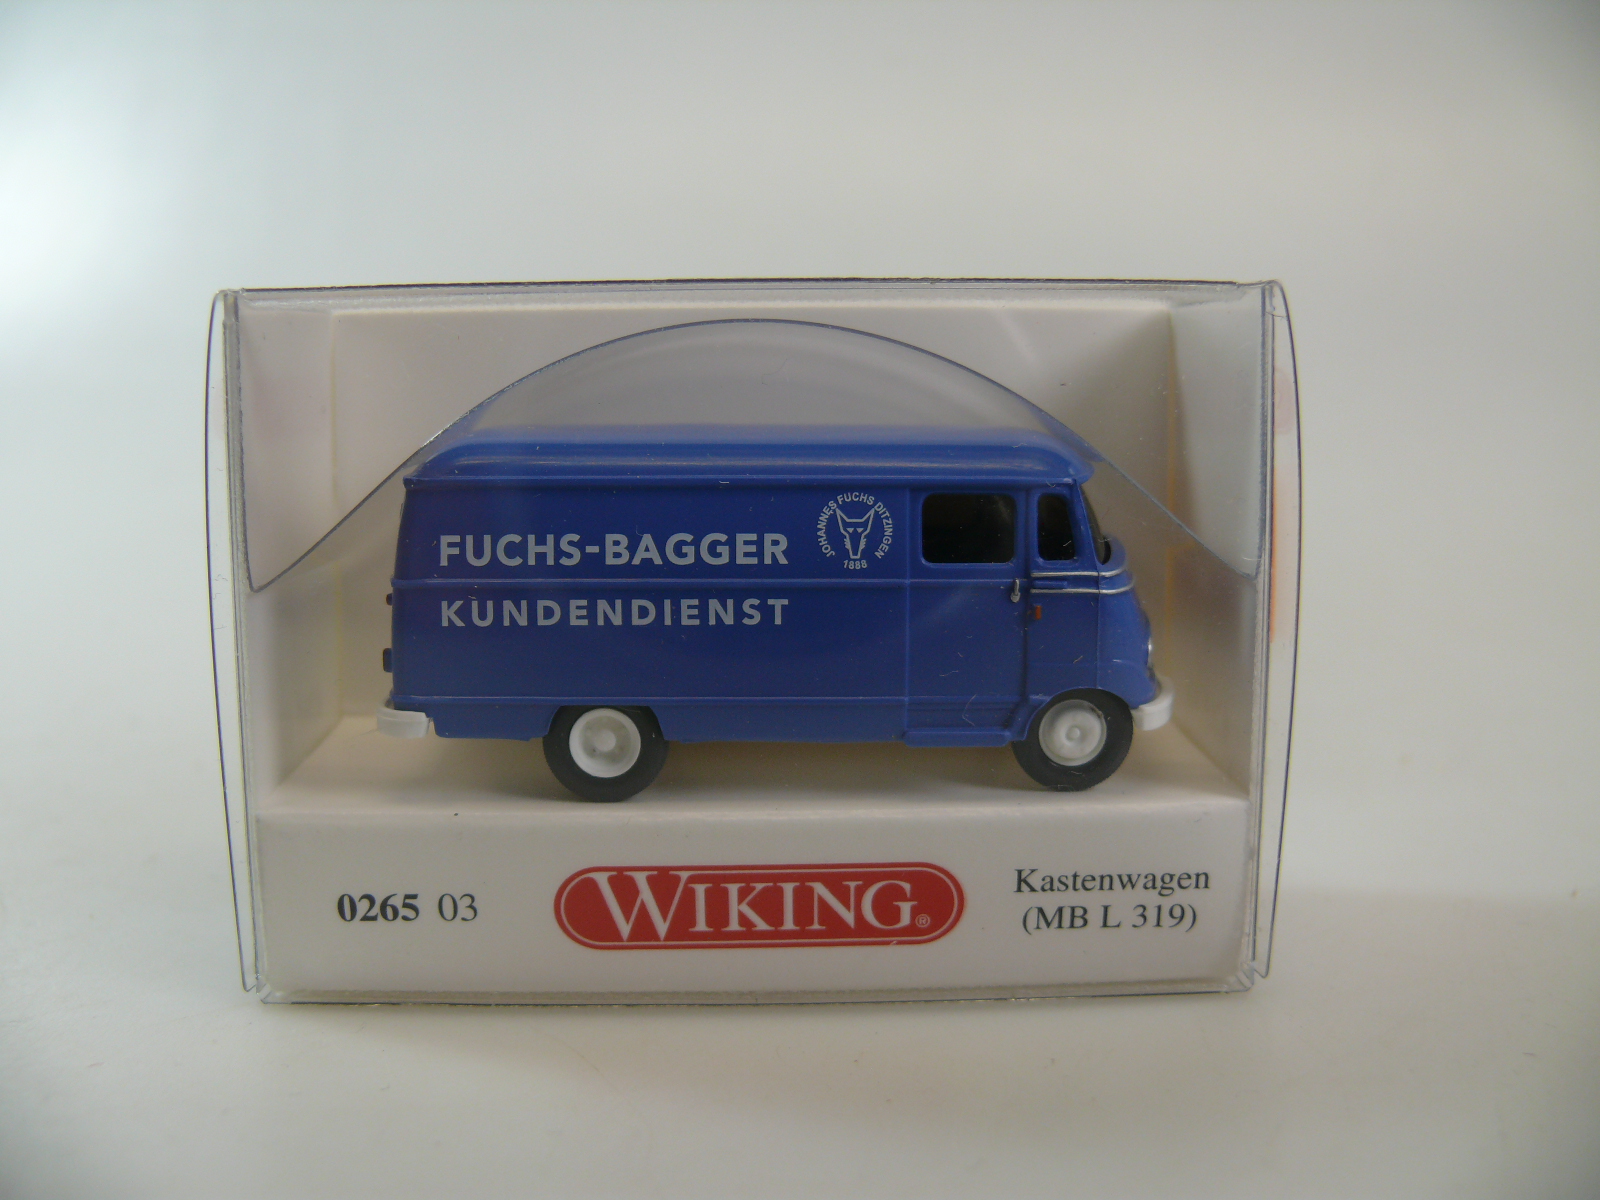 FUCHS-BAGGER
KUNDENDIENST
JOHANNES FUCHS DITZINGEN
1888
0265 03
WIKING®
Kastenwagen
(MB L 319)